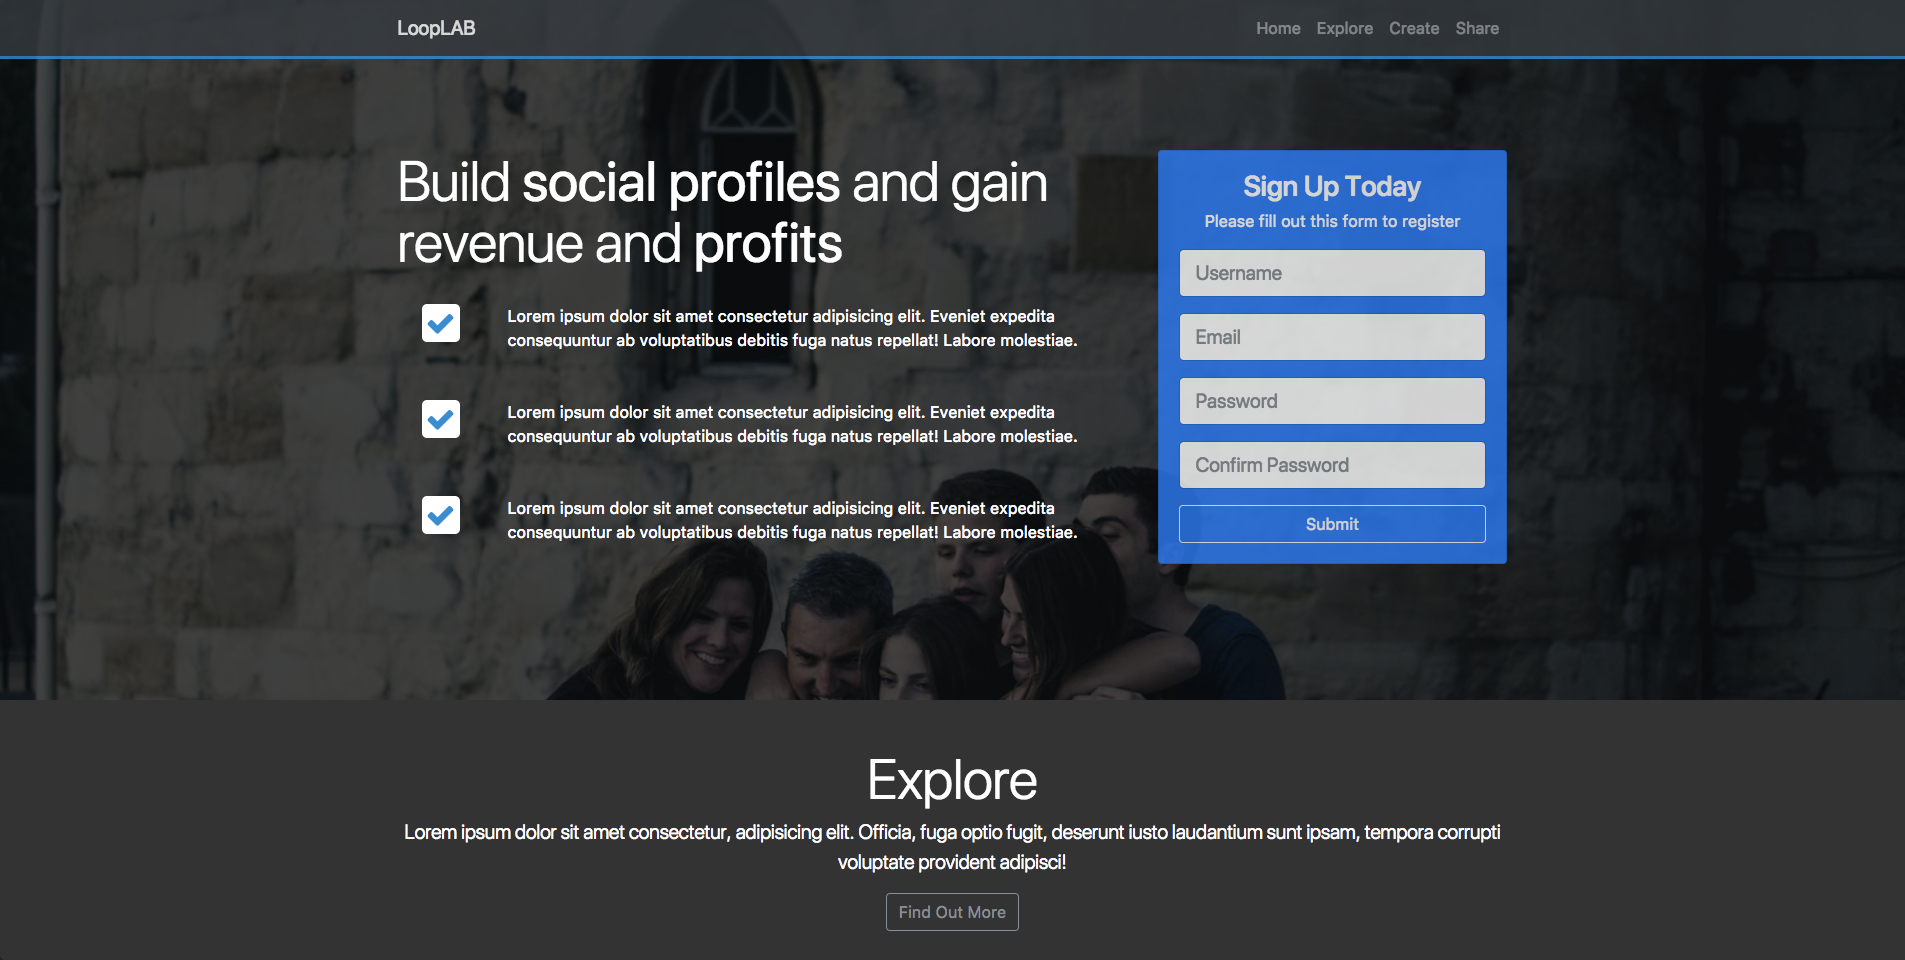 LoopLAB
Home Explore Create Share
Build social profiles and gain
revenue and profits
Lorem ipsum dolor sit amet consectetur adipisicing elit. Eveniet expedita
consequuntur ab voluptatibus debitis fuga natus repellat! Labore molestiae.
Lorem ipsum dolor sit amet consectetur adipisicing elit. Eveniet expedita
consequuntur ab voluptatibus debitis fuga natus repellat! Labore molestiae.
Lorem ipsum dolor sit amet consectetur adipisicing elit. Eveniet expedita
consequuntur ab voluptatibus debitis fuga natus repellat! Labore molestiae.
Sign Up Today
Please fill out this form to register
Username
Email
Password
Confirm Password
Submit
Explore
Lorem ipsum dolor sit amet consectetur, adipisicing elit. Officia, fuga optio fugit, deserunt iusto laudantium sunt ipsam, tempora corrupti
voluptate provident adipisci!
Find Out More